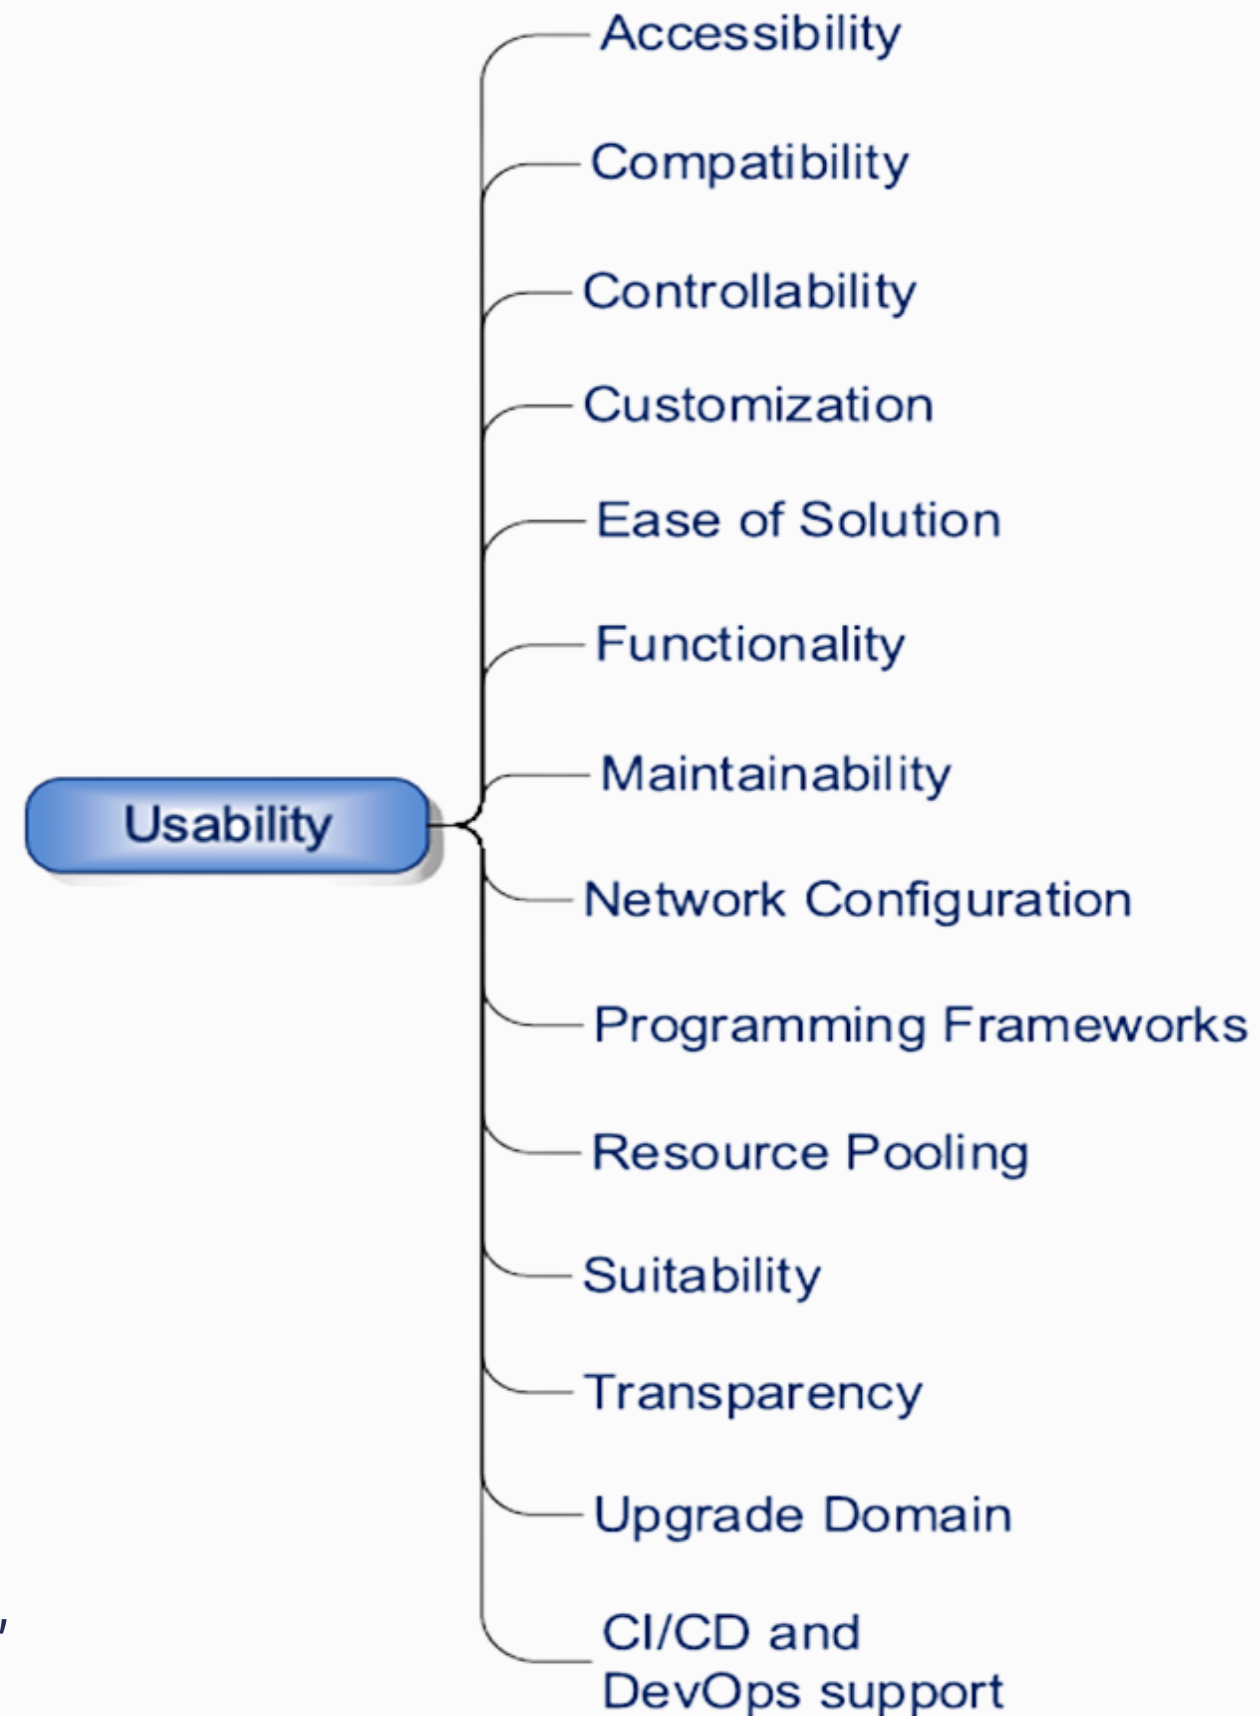 Accessibility
Compatibility
Controllability
Customization
Ease of Solution
Functionality
Maintainability
Usability
Network Configuration
Programming Frameworks
Resource Pooling
Suitability
Transparency
Upgrade Domain
CI/CD and
DevOps support